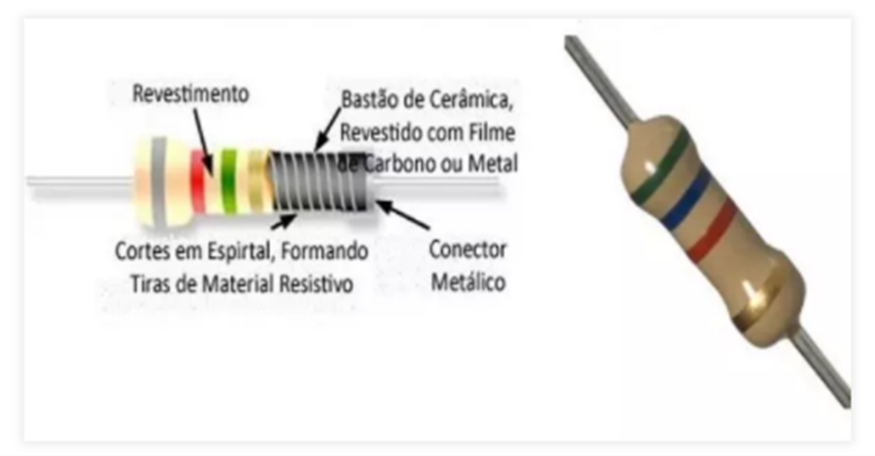 Revestimento
Bastão de Cerâmica,
Revestido com Filme
de Carbono ou Metal
Cortes em Espirtal, Formando
Tiras de Material Resistivo
Conector
Metálico